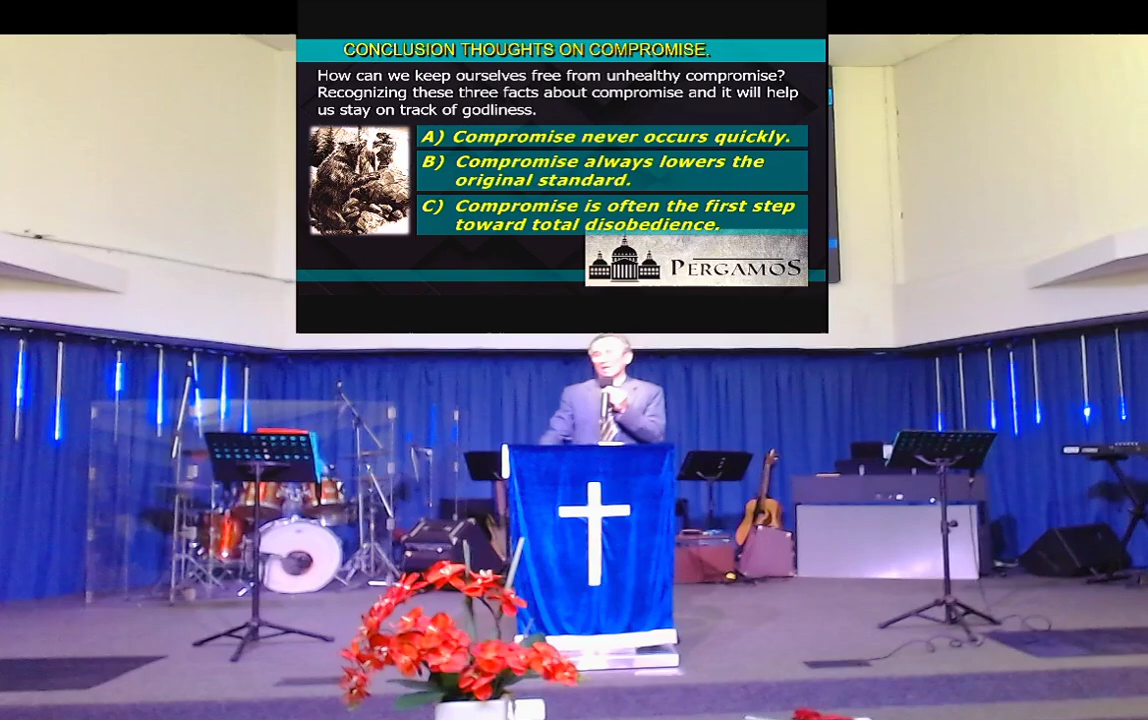 CONCLUSION THOUGHTS ON COMPROMISE.
How can we keep ourselves free from unhealthy compromise?
Recognizing these three facts about compromise and it will help
us stay on track of godliness.
A) Compromise never occurs quickly.
B) Compromise always lowers the
original standard.
C) Compromise is often the first step
toward total disobedience.
PERGAMOS